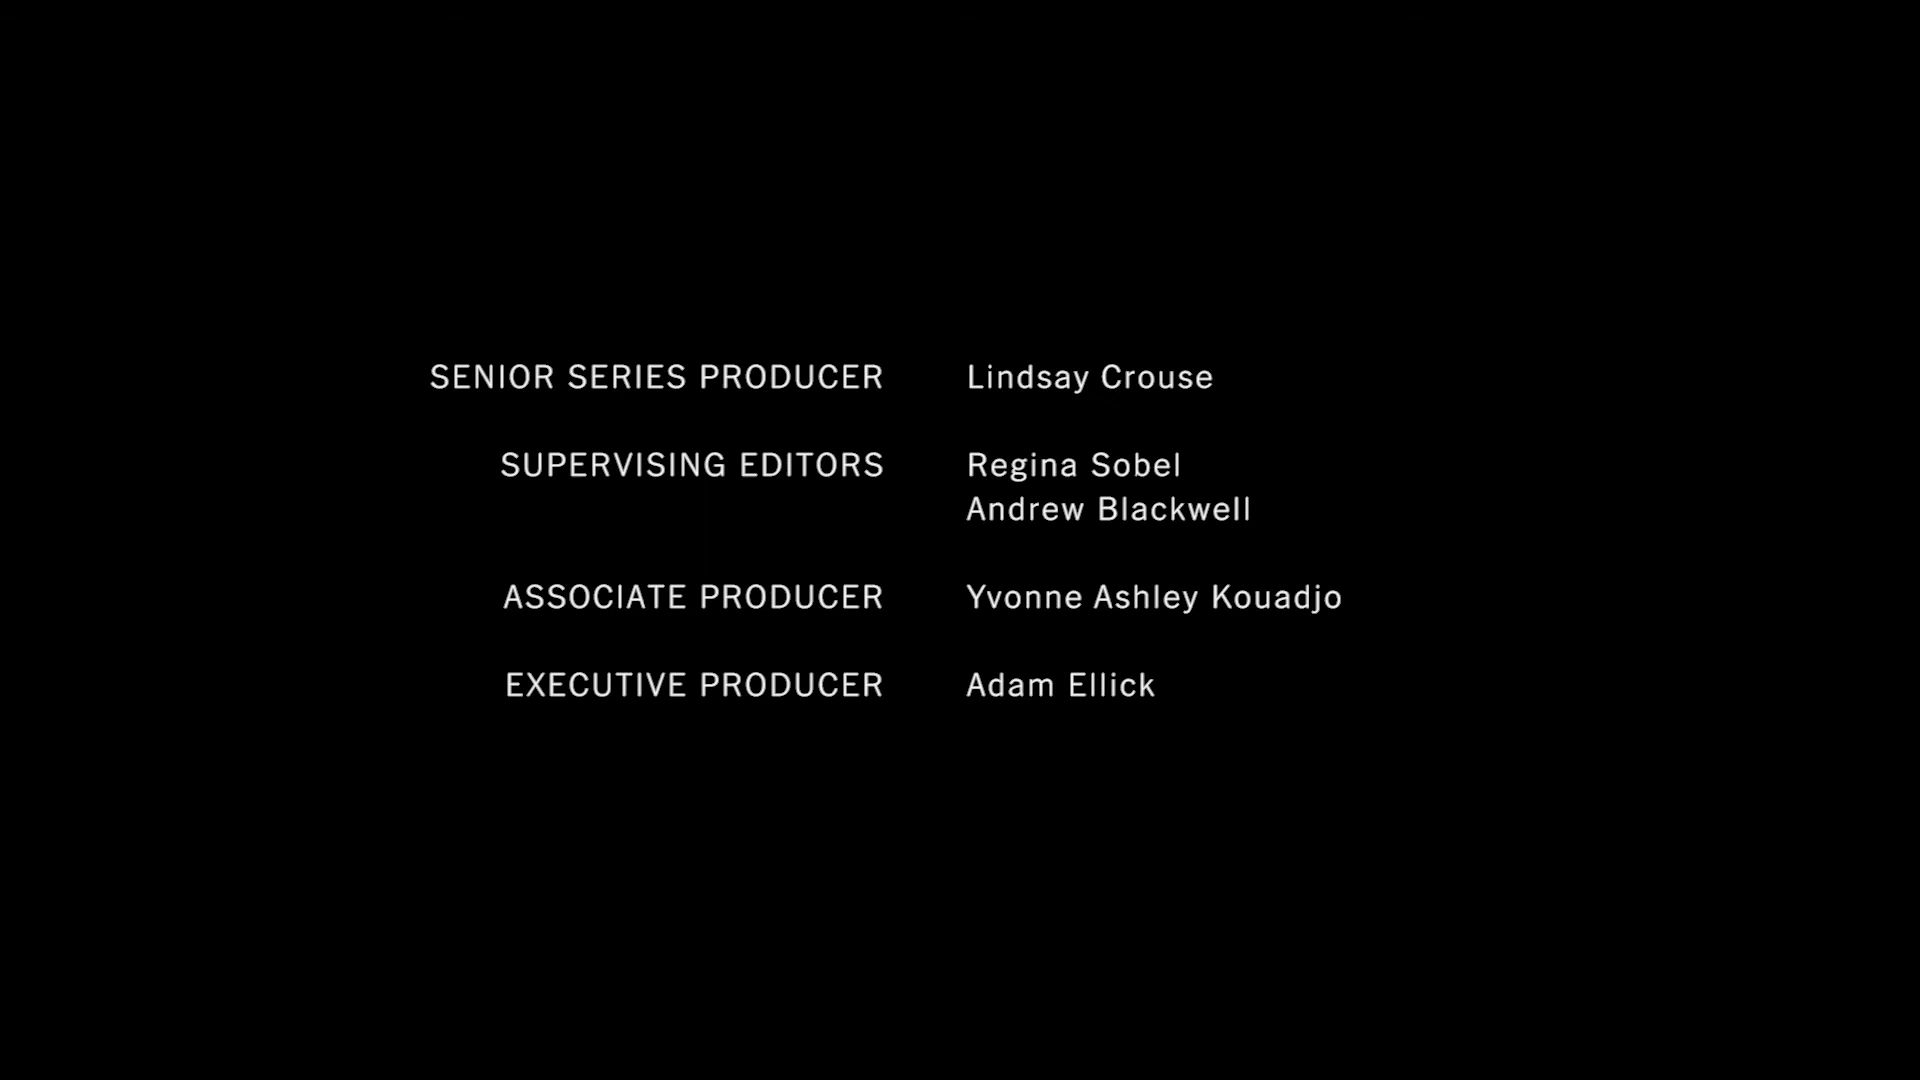 SENIOR SERIES PRODUCER Lindsay Crouse
SUPERVISING EDITORS Regina Sobel
Andrew Blackwell
ASSOCIATE PRODUCER Yvonne Ashley Kouadjo
EXECUTIVE PRODUCER Adam Ellick